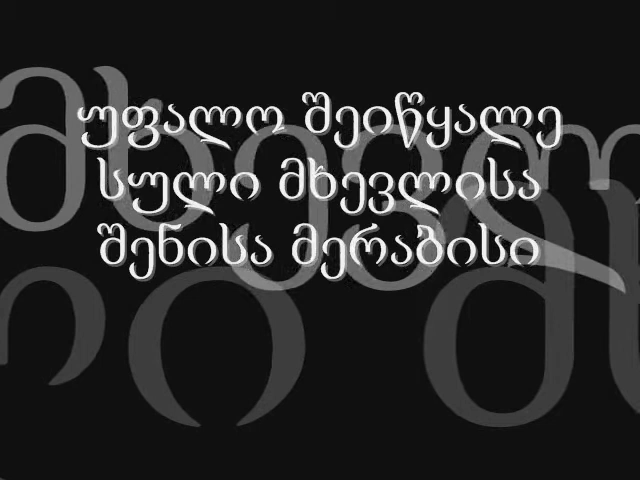 უფალო შეიწყალე
სული მხევლისა
შენისა მერაბისი